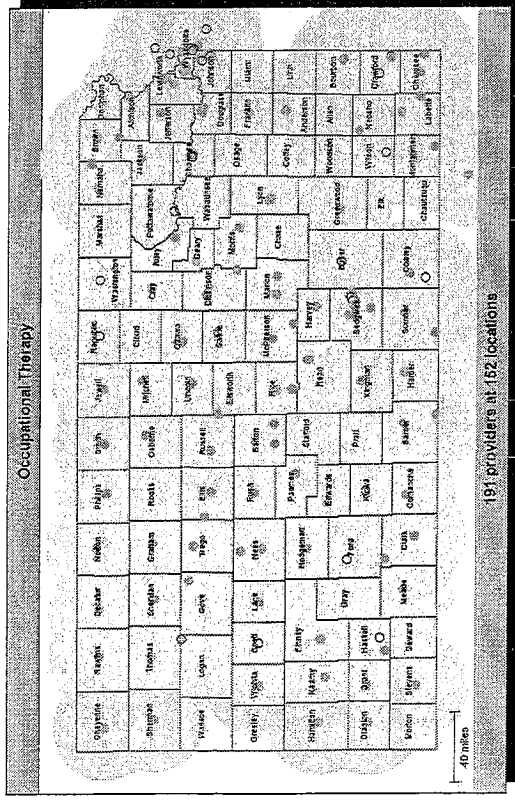 Occupational Therapy
Cheyenne
Rawlins
Decatur
Norton
Phillips
Smith
Jewell
Republic
Washington
Marshall
Nemaha
Brown
Doniphan
Sherman
Thomas
Sheridan
Graham
Rooks
Osborne
Mitchell
Cloud
Clay
Riley
Pottawatomie
Jackson
Atchison
Jefferson
Leavenworth
Wyandotte
Wallace
Logan
Gove
Trego
Ellis
Russell
Lincoln
Ottawa
Saline
Dickinson
Geary
Wabaunsee
Shawnee
Douglas
Johnson
Greeley
Wichita
Scott
Lane
Ness
Rush
Barton
Ellsworth
Rice
McPherson
Marion
Morris
Chase
Lyon
Osage
Coffey
Franklin
Anderson
Miami
Linn
Hamilton
Kearny
Finney
Hodgeman
Pawnee
Edwards
Stafford
Reno
Harvey
Sedgwick
Butler
Greenwood
Woodson
Allen
Bourbon
Stanton
Grant
Haskell
Gray
Ford
Kiowa
Pratt
Kingman
Elk
Wilson
Neosho
Crawford
Morton
Stevens
Seward
Meade
Clark
Comanche
Barber
Harper
Sumner
Cowley
Chautauqua
Montgomery
Labette
Cherokee
40 miles
191 providers at 152 locations